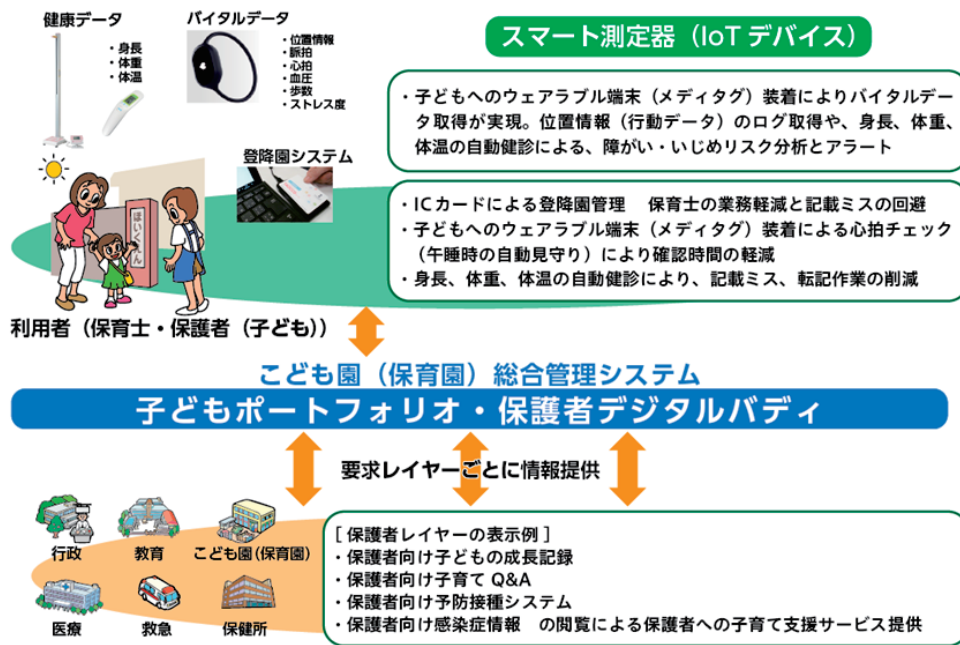 健康データ
・身長
・体重
・体温
バイタルデータ
・位置情報
・脈拍
・心拍
・血圧
・歩数
・ストレス度
スマート測定器（IoT デバイス）
・子どもへのウェアラブル端末（メディタグ）装着によりバイタルデー
タ取得が実現。位置情報（行動データ）のログ取得や、身長、体重、
体温の自動健診による、障がい・いじめリスク分析とアラート
登降園システム
ほいくえん
・IC カードによる登降園管理　保育士の業務軽減と記載ミスの回避
・子どもへのウェアラブル端末（メディタグ）装着による心拍チェック
（午睡時の自動見守り）により確認時間の軽減
・身長、体重、体温の自動健診により、記載ミス、転記作業の削減
利用者（保育士・保護者（子ども））
こども園（保育園）総合管理システム
子どもポートフォリオ・保護者デジタルバディ
要求レイヤーごとに情報提供
行政
教育
こども園（保育園）
医療
救急
保健所
［保護者レイヤーの表示例］
・保護者向け子どもの成長記録
・保護者向け子育て Q&A
・保護者向け予防接種システム
・保護者向け感染症情報　の閲覧による保護者への子育て支援サービス提供